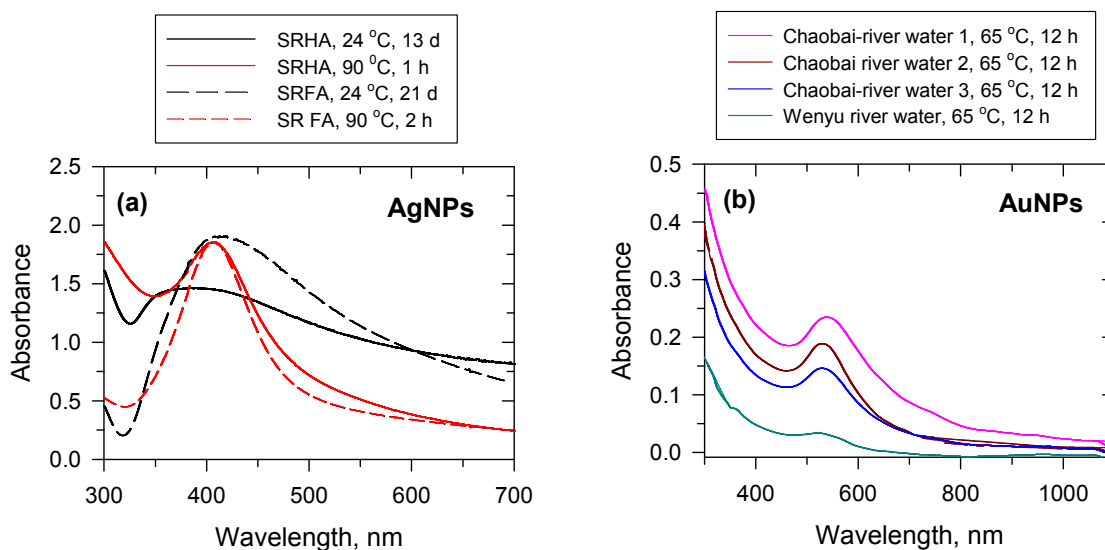 SRHA, 24 °C, 13 d
SRHA, 90 °C, 1 h
SRFA, 24 °C, 21 d
SR FA, 90 °C, 2 h
(a)
AgNPs
2.5
2.0
1.5
1.0
0.5
0.0
Absorbance
300 400 500 600 700
Wavelength, nm
Chaobai-river water 1, 65 °C, 12 h
Chaobai river water 2, 65 °C, 12 h
Chaobai-river water 3, 65 °C, 12 h
Wenyu river water, 65 °C, 12 h
(b)
AuNPs
0.5
0.4
0.3
0.2
0.1
0.0
Absorbance
400 600 800 1000
Wavelength, nm